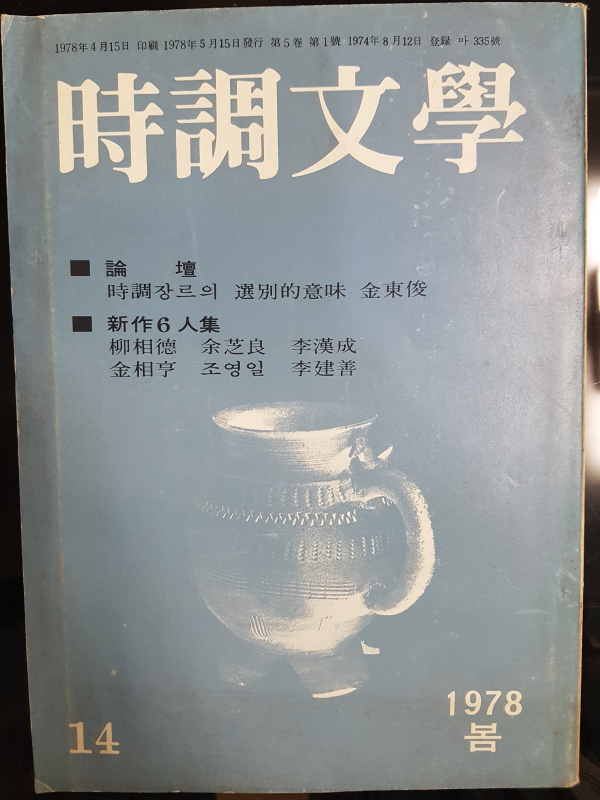 1978年4月15日 印刷 1978年5月15日發行 第5卷 第1號 1974年8月12日 登録 마 335號
時調文學
■ 論 壇
時調장르의 選別的意味 金東俊
■ 新作6人集
柳相德 余芝良 李漢成
金相亨 조영일 李建善
14
1978
봄